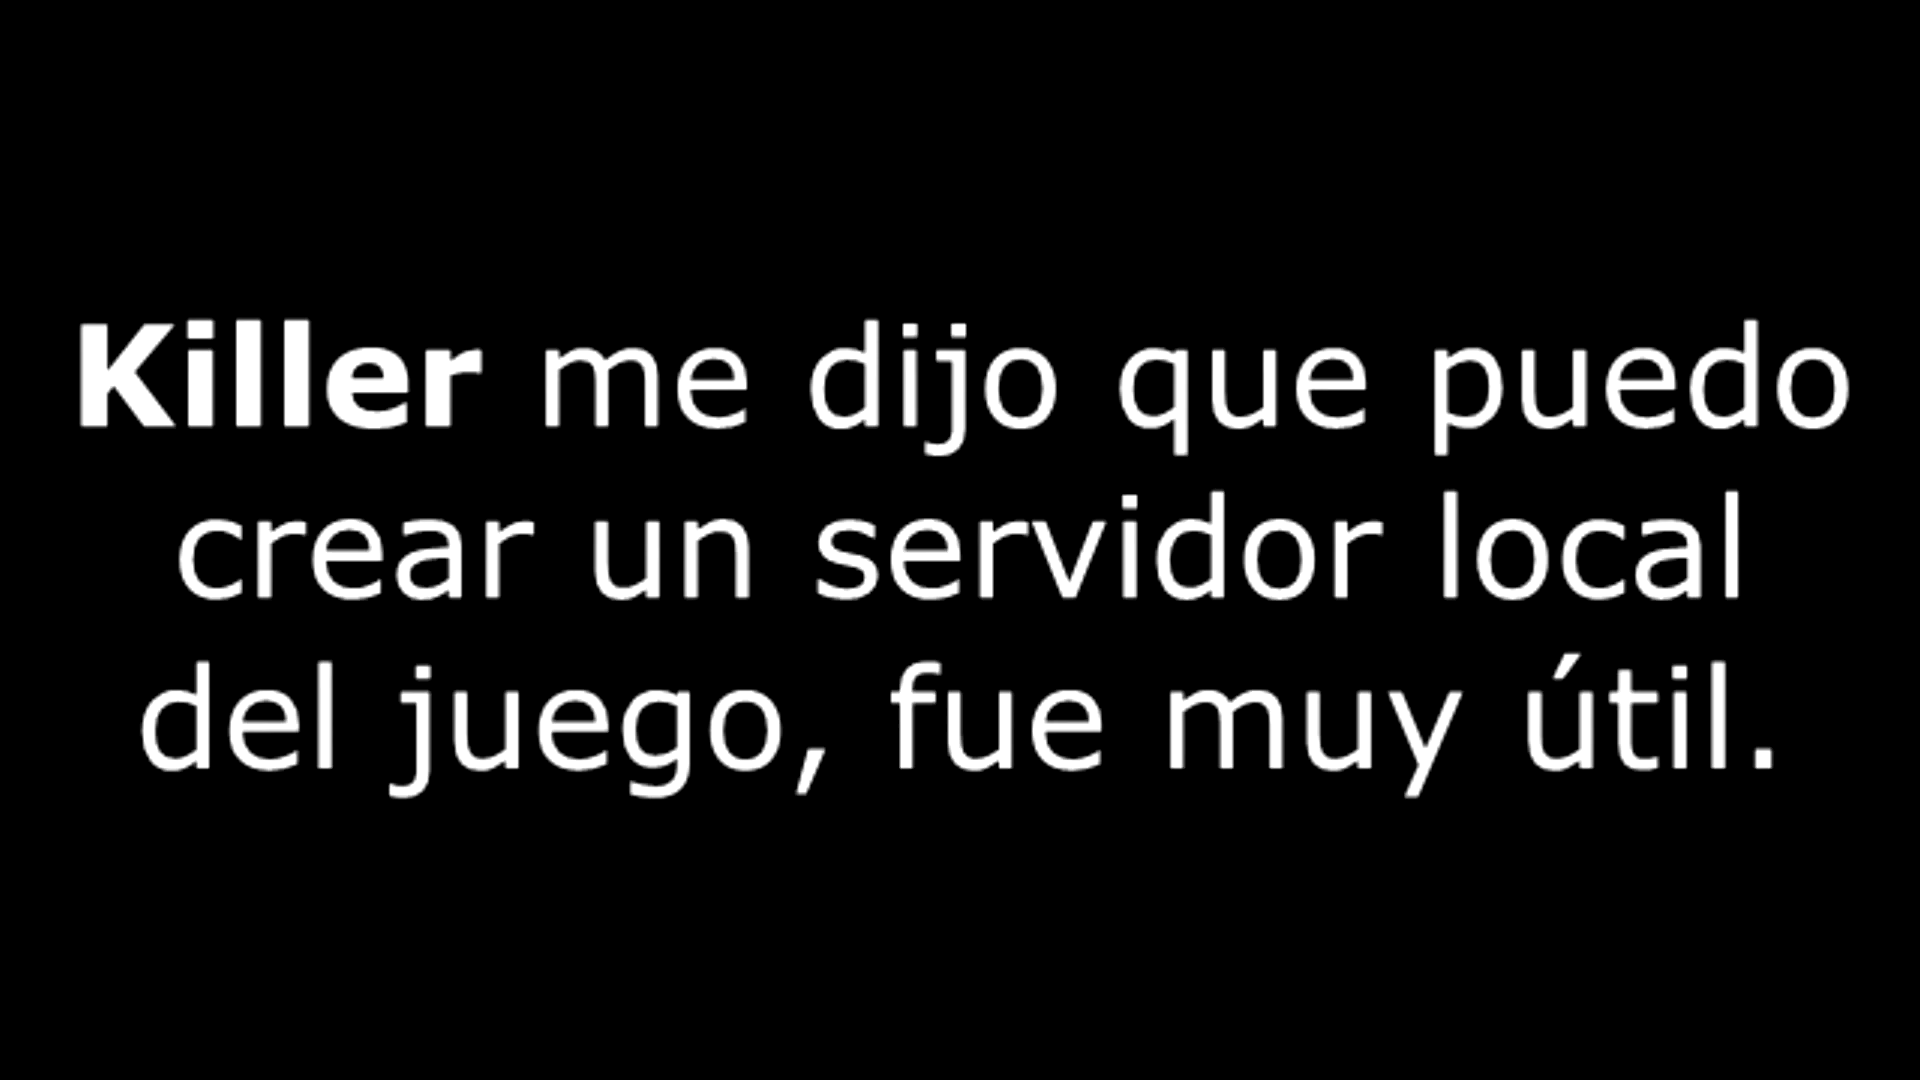 Killer me dijo que puedo
crear un servidor local
del juego, fue muy útil.